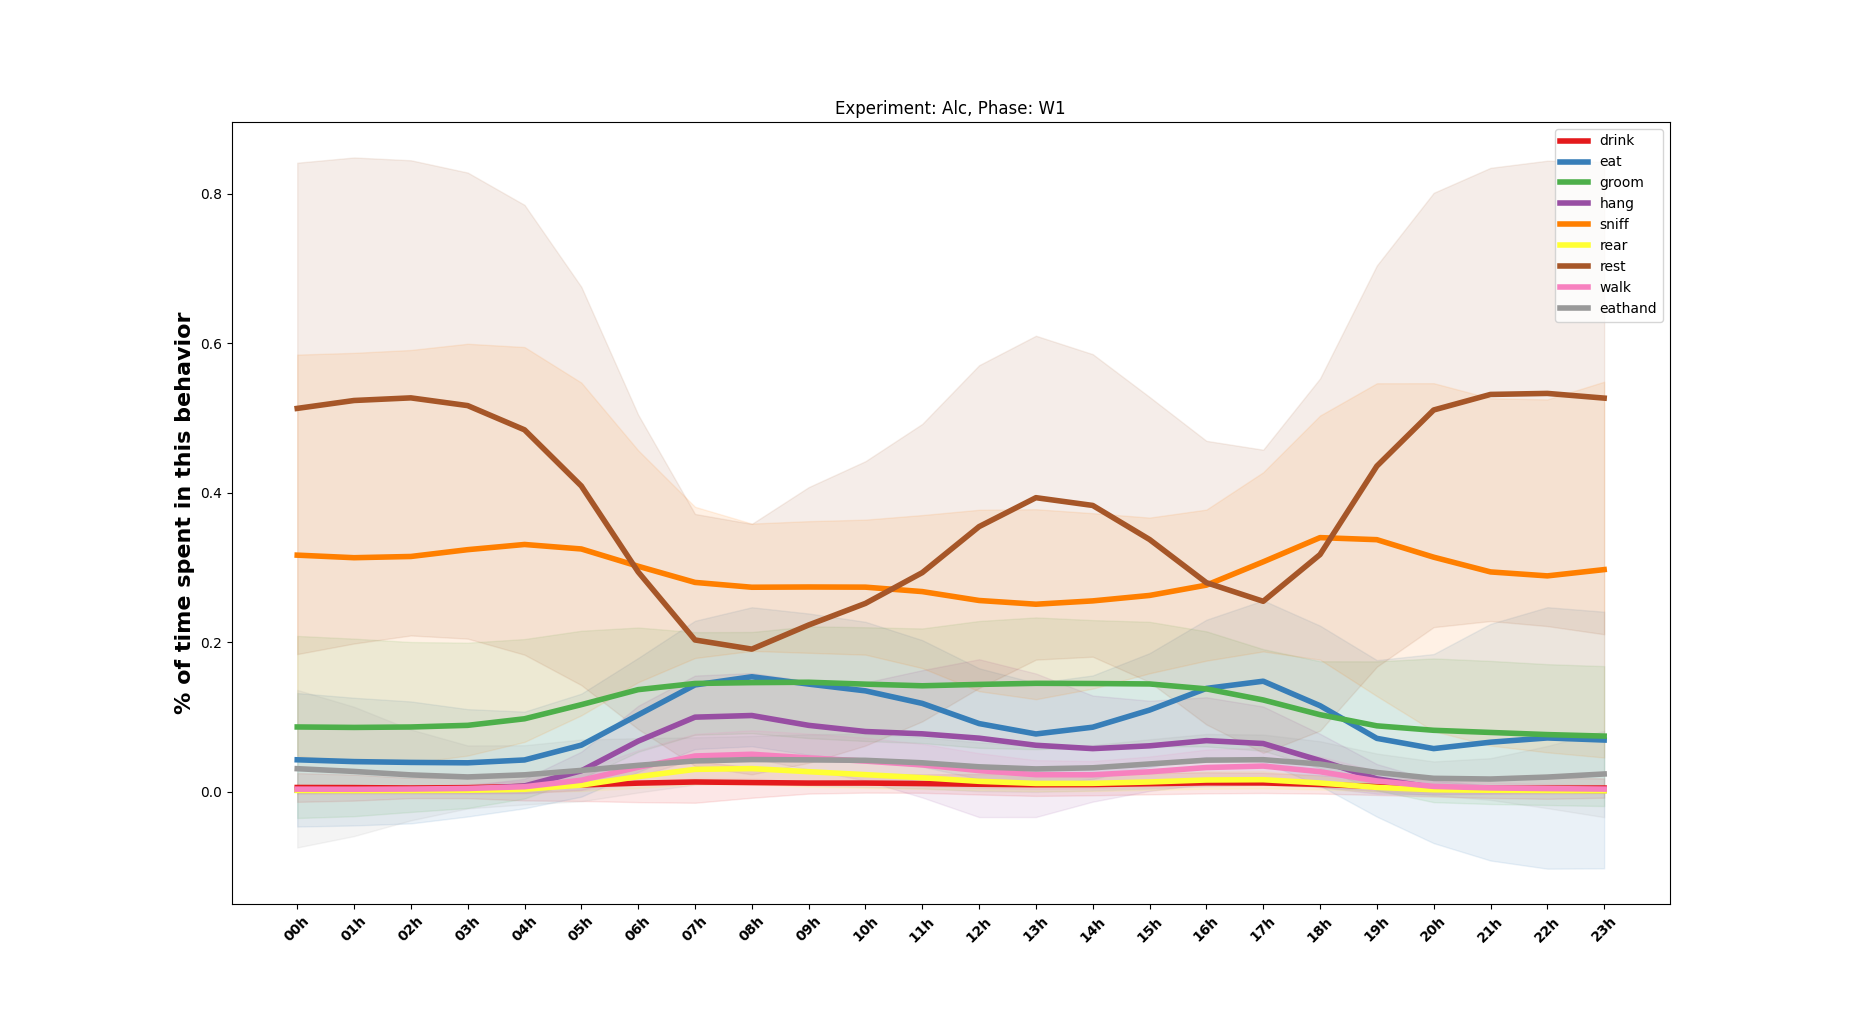 Experiment: Alc, Phase: W1
% of time spent in this behavior
0.8
0.6
0.4
0.2
0.0
drink
eat
groom
hang
sniff
rear
rest
walk
eathand
00h 01h 02h 03h 04h 05h 06h 07h 08h 09h 10h 11h 12h 13h 14h 15h 16h 17h 18h 19h 20h 21h 22h 23h